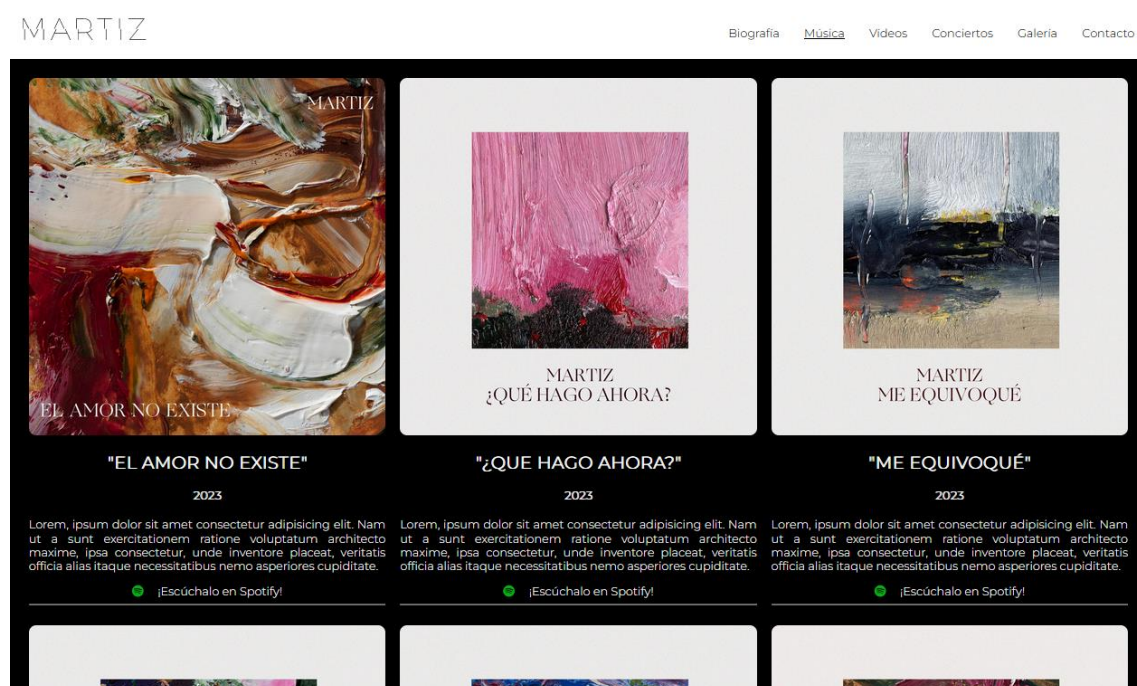 MARTIZ
Biografía Música Videos Conciertos Galería Contacto
MARTIZ
EL AMOR NO EXISTE
MARTIZ
¿QUÉ HAGO AHORA?
MARTIZ
ME EQUIVOQUÉ
"EL AMOR NO EXISTE"
2023
Lorem, ipsum dolor sit amet consectetur adipisicing elit. Nam
ut a sunt exercitationem ratione voluptatum architecto
maxime, ipsa consectetur, unde inventore placeat, veritatis
officia alias itaque necessitatibus nemo asperiores cupiditate.
¡Escúchalo en Spotify!
"¿QUE HAGO AHORA?"
2023
Lorem, ipsum dolor sit amet consectetur adipisicing elit. Nam
ut a sunt exercitationem ratione voluptatum architecto
maxime, ipsa consectetur, unde inventore placeat, veritatis
officia alias itaque necessitatibus nemo asperiores cupiditate.
¡Escúchalo en Spotify!
"ME EQUIVOQUÉ"
2023
Lorem, ipsum dolor sit amet consectetur adipisicing elit. Nam
ut a sunt exercitationem ratione voluptatum architecto
maxime, ipsa consectetur, unde inventore placeat, veritatis
officia alias itaque necessitatibus nemo asperiores cupiditate.
¡Escúchalo en Spotify!